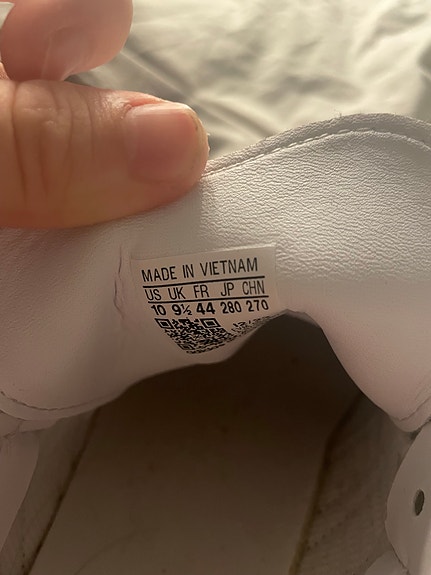 MADE IN VIETNAM
US UK FR JP CHN
10 9½ 44 280 270